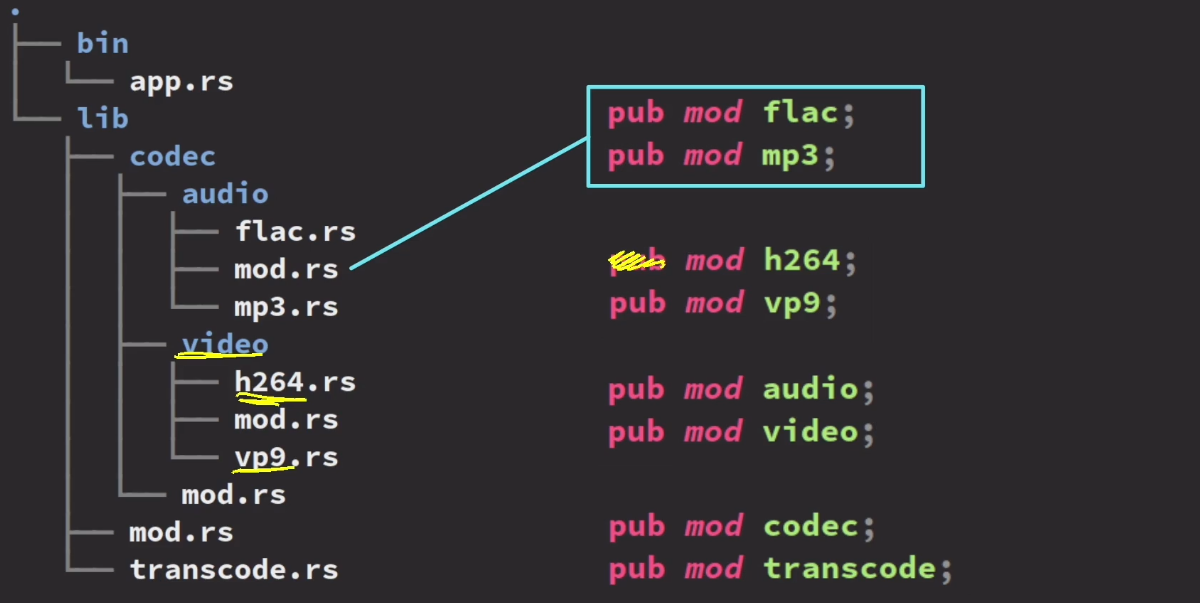 .
bin
app.rs
lib
codec
audio
flac.rs
mod.rs
mp3.rs
video
h264.rs
mod.rs
vp9.rs
mod.rs
mod.rs
transcode.rs
pub mod flac;
pub mod mp3;
pub mod h264;
pub mod vp9;
pub mod audio;
pub mod video;
pub mod codec;
pub mod transcode;